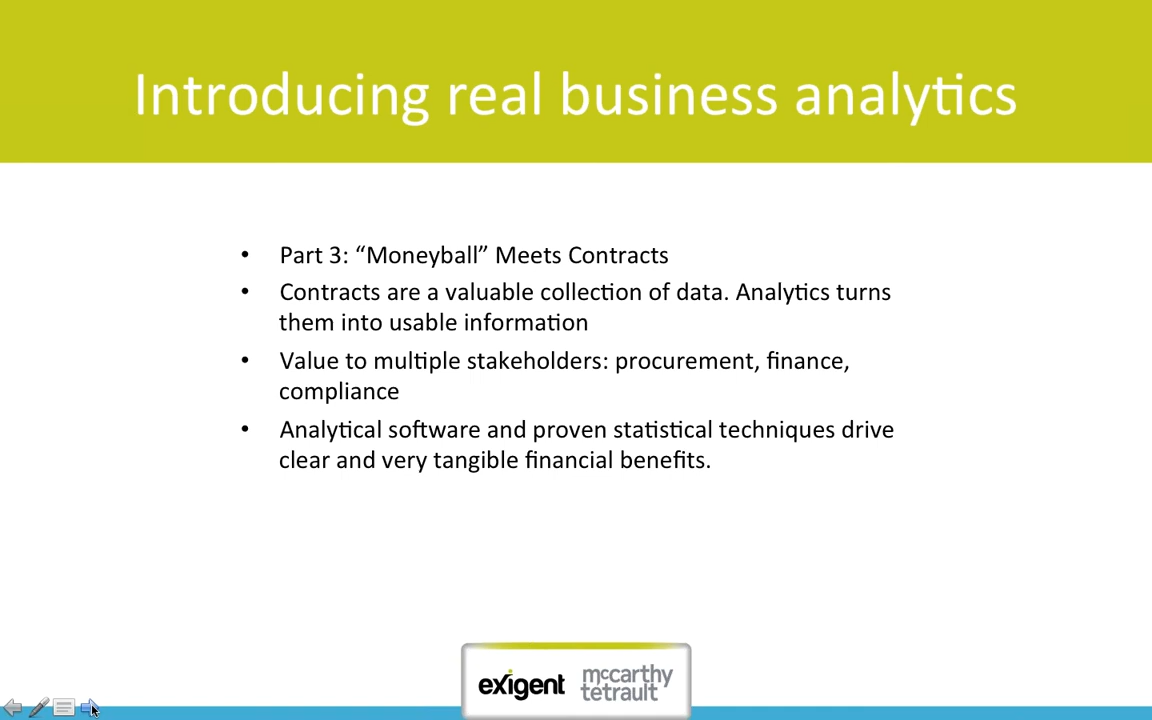 Introducing real business analytics
• Part 3: “Moneyball” Meets Contracts
• Contracts are a valuable collection of data. Analytics turns
them into usable information
• Value to multiple stakeholders: procurement, finance,
compliance
• Analytical software and proven statistical techniques drive
clear and very tangible financial benefits.
exigent
mccarthy
tetrault